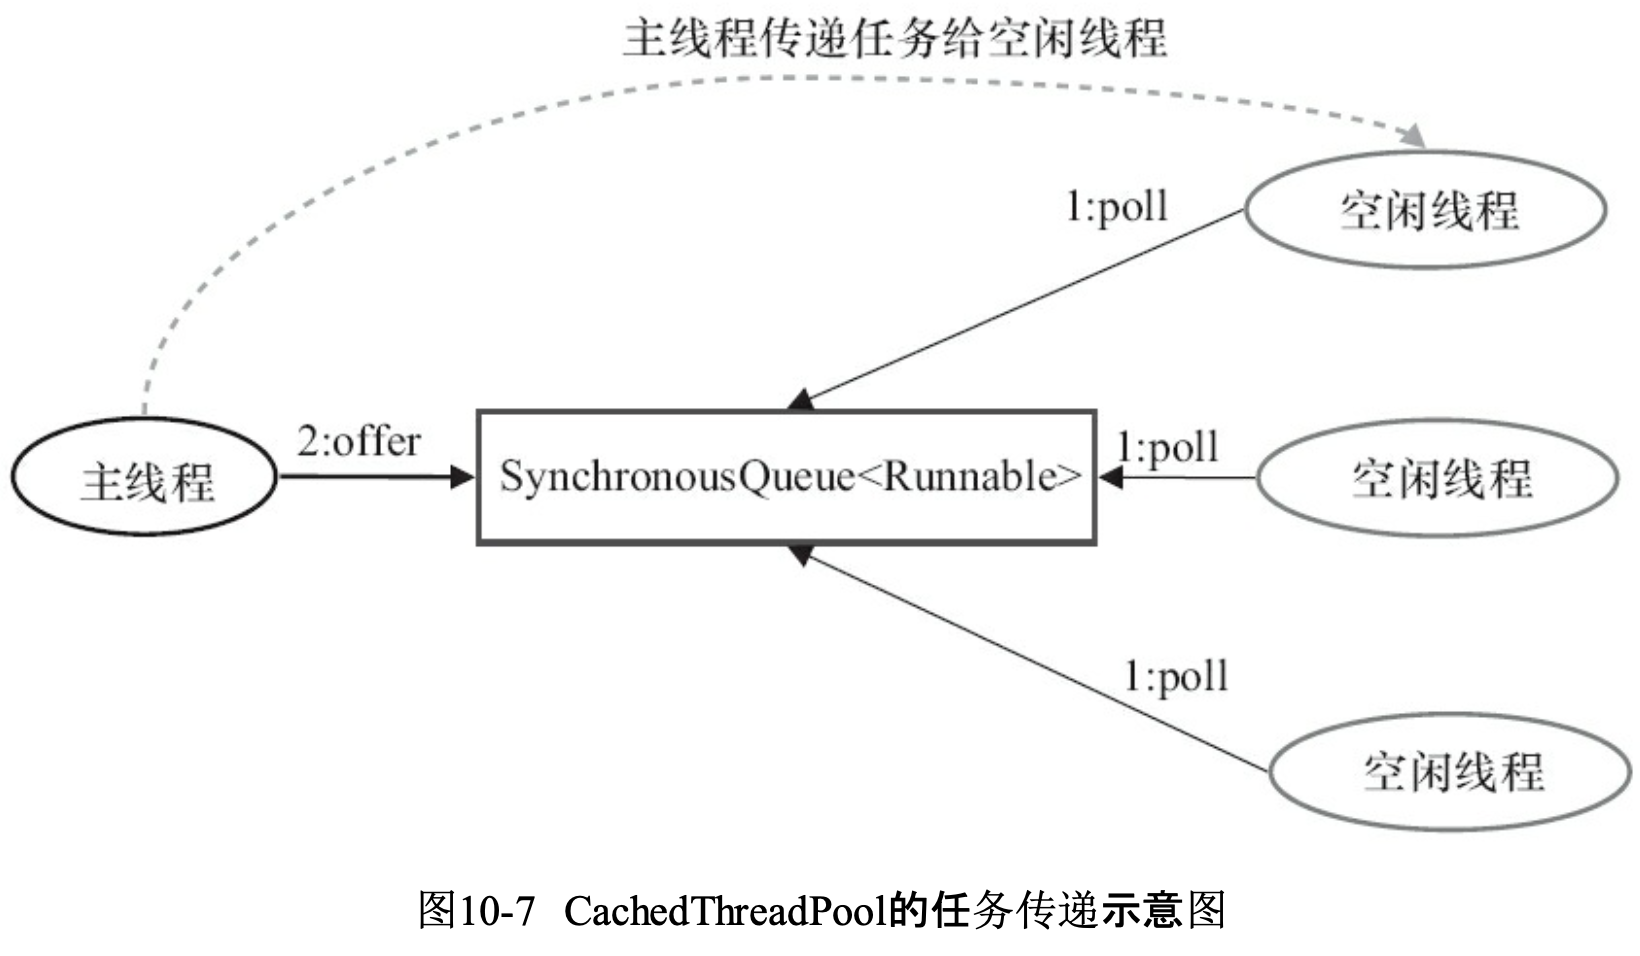 主线程传递任务给空闲线程
1:poll
空闲线程
主线程
2:offer
SynchronousQueue<Runnable>
1:poll
空闲线程
1:poll
空闲线程
图10-7 CachedThreadPool的任务传递示意图